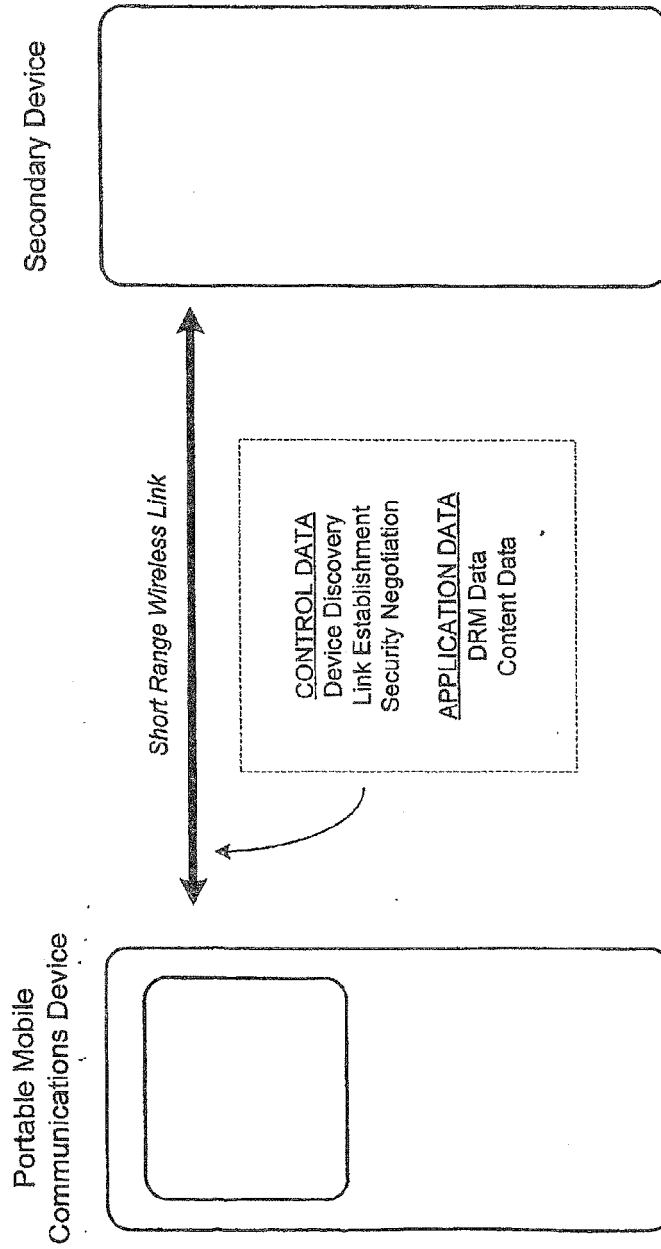 Portable Mobile
Communications Device
Short Range Wireless Link
CONTROL DATA
Device Discovery
Link Establishment
Security Negotiation
APPLICATION DATA
DRM Data
Content Data
Secondary Device